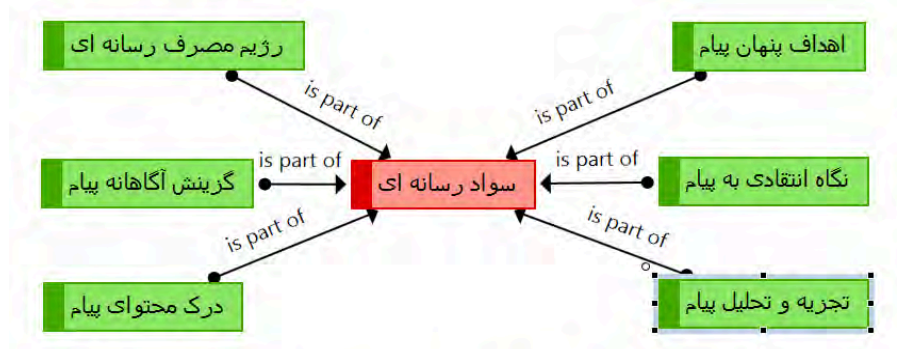 اهداف پنهان پیام
رژیم مصرف رسانه ای
is part of
is part of
نگاه انتقادی به پیام
is part of
سواد رسانه ای
is part of
گزینش آگاهانه پیام
is part of
is part of
تجزیه و تحلیل پیام
درک محتوای پیام